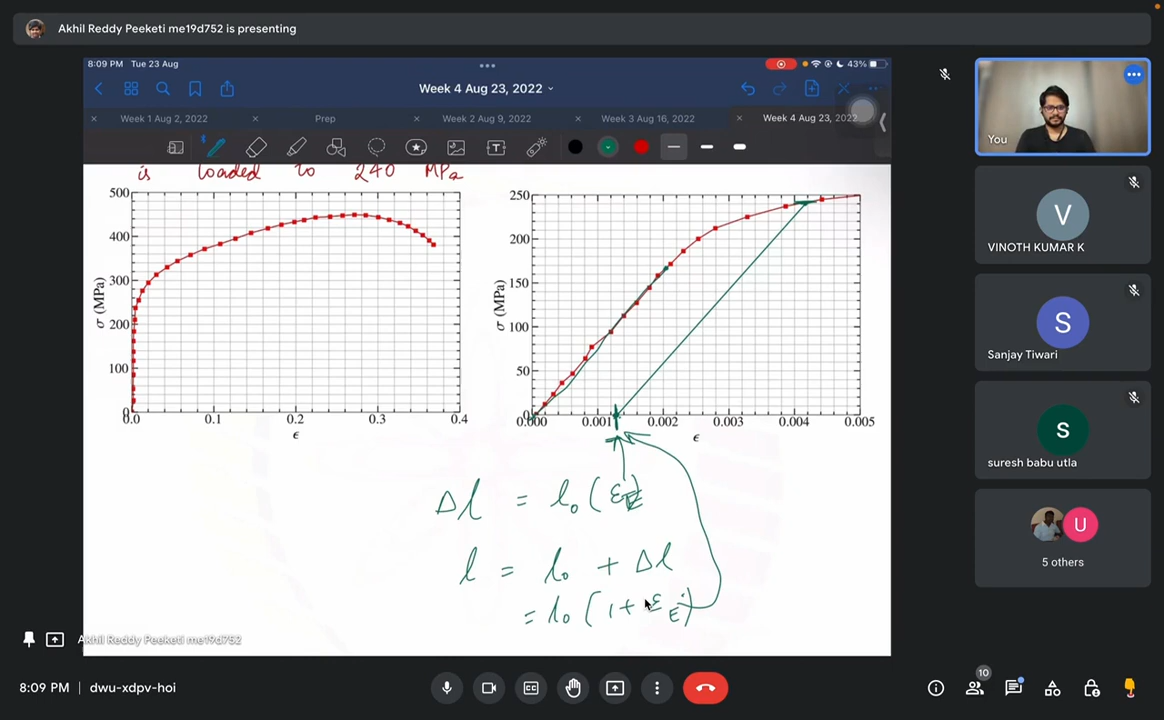 Akhil Reddy Peeketi me19d752 is presenting
8:09 PM Tue 23 Aug
43%
Week 4 Aug 23, 2022
Week 1 Aug 2, 2022
Prep
Week 2 Aug 9, 2022
Week 3 Aug 16, 2022
Week 4 Aug 23, 2022
is loaded to 240 MPa
500
400
300
200
100
0
0.0 0.1 0.2 0.3 0.4
σ (MPa)
ϵ
250
200
150
100
50
0
0.000 0.001 0.002 0.003 0.004 0.005
σ (MPa)
ϵ
Δl = l₀ (ε
l = l₀ + Δl
= l₀ (1 + ε_E)
Akhil Reddy Peeketi me19d752
You
V
VINOTH KUMAR K
S
Sanjay Tiwari
S
suresh babu utla
U
5 others
8:09 PM | dwu-xdpv-hoi
CC
10